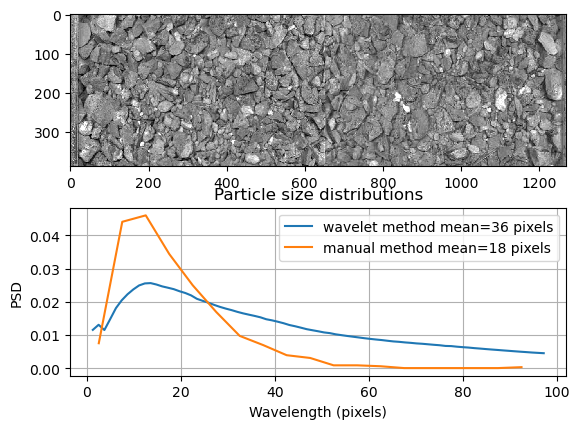 0
100
200
300
0 200 400 600 800 1000 1200
Particle size distributions
wavelet method mean=36 pixels
manual method mean=18 pixels
PSD
0.04
0.03
0.02
0.01
0.00
0 20 40 60 80 100
Wavelength (pixels)